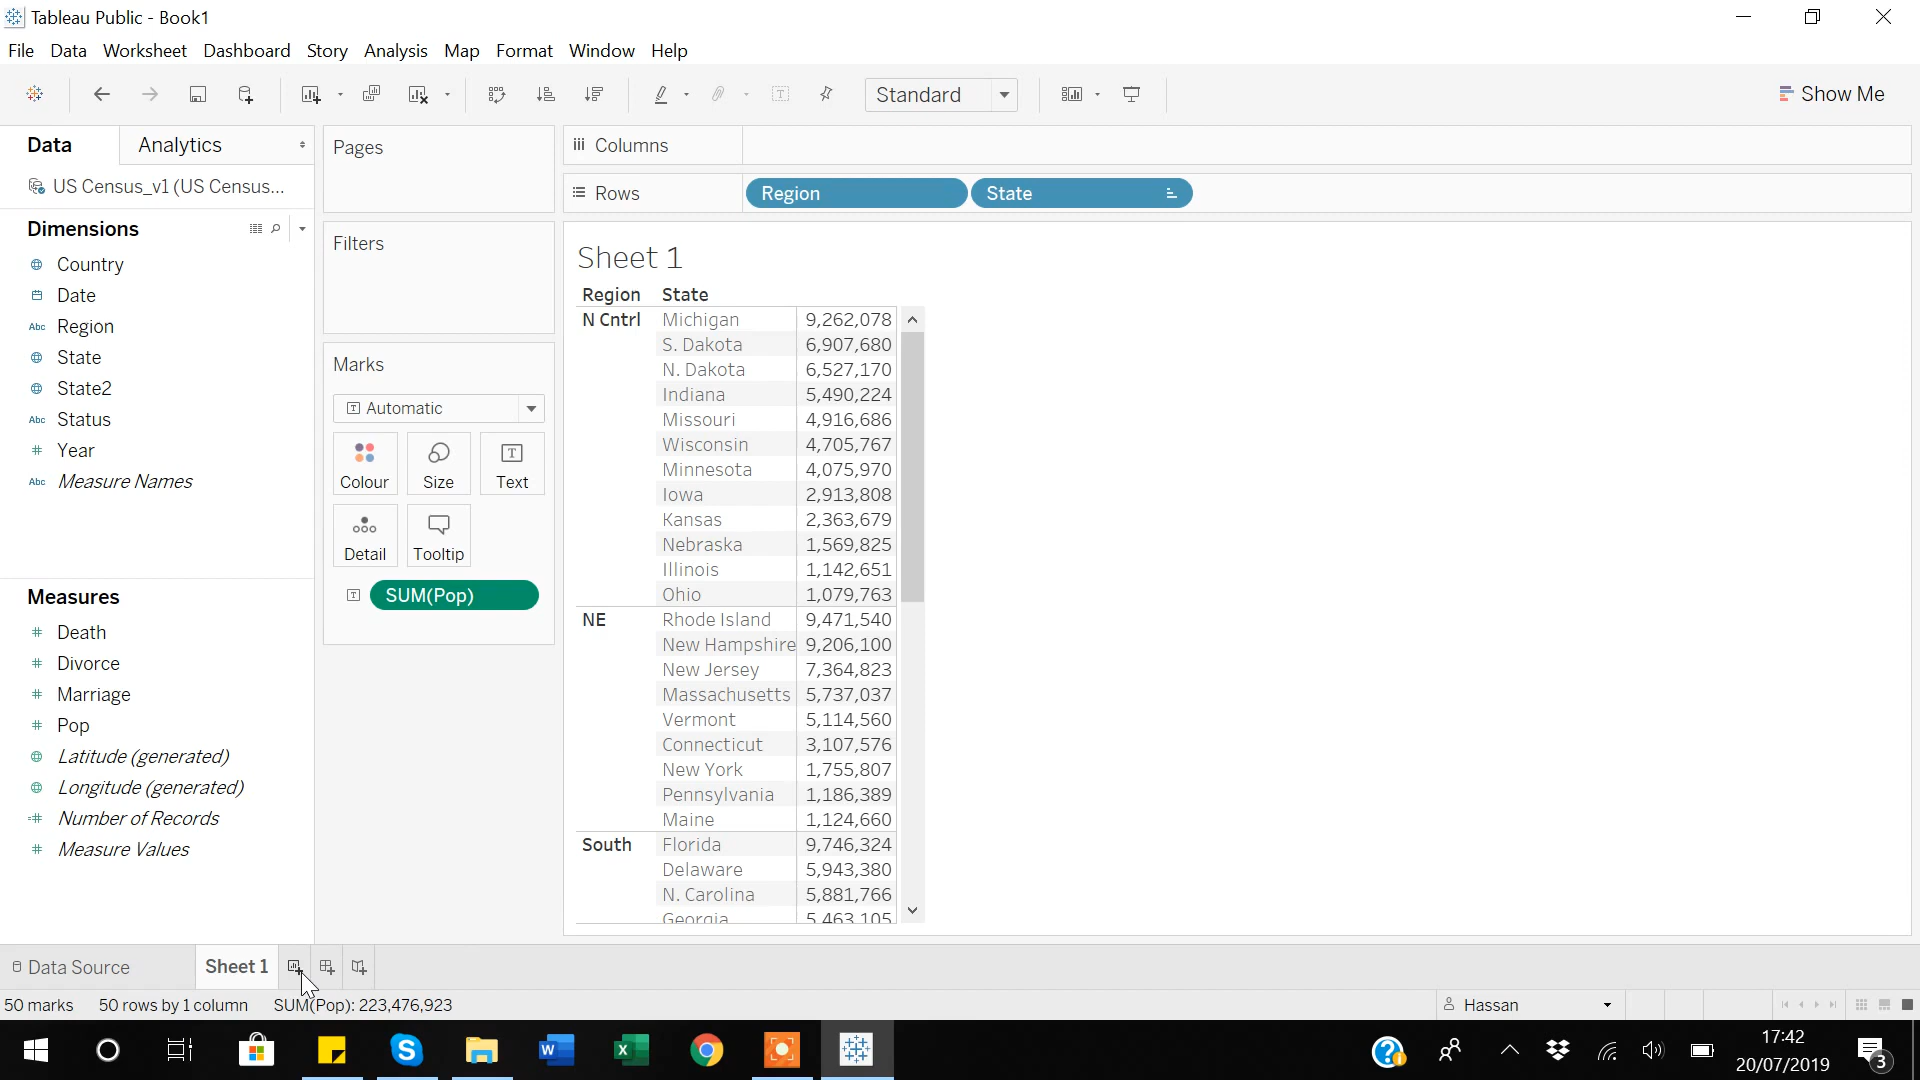 Tableau Public - Book1
File Data Worksheet Dashboard Story Analysis Map Format Window Help
Standard
Show Me
Data
Analytics
US Census_v1 (US Census...
Dimensions
Country
Date
Abc Region
State
State2
Abc Status
Year
Abc Measure Names
Measures
Death
Divorce
Marriage
Pop
Latitude (generated)
Longitude (generated)
Number of Records
Measure Values
Pages
Filters
Marks
Automatic
Colour
Size
Text
Detail
Tooltip
SUM(Pop)
Columns
Rows
Region
State
Sheet 1
Region State
N Cntrl Michigan 9,262,078
S. Dakota 6,907,680
N. Dakota 6,527,170
Indiana 5,490,224
Missouri 4,916,686
Wisconsin 4,705,767
Minnesota 4,075,970
Iowa 2,913,808
Kansas 2,363,679
Nebraska 1,569,825
Illinois 1,142,651
Ohio 1,079,763
NE Rhode Island 9,471,540
New Hampshire 9,206,100
New Jersey 7,364,823
Massachusetts 5,737,037
Vermont 5,114,560
Connecticut 3,107,576
New York 1,755,807
Pennsylvania 1,186,389
Maine 1,124,660
South Florida 9,746,324
Delaware 5,943,380
N. Carolina 5,881,766
Georgia 5,463,105
Data Source
Sheet 1
50 marks 50 rows by 1 column SUM(Pop): 223,476,923
Hassan
17:42
20/07/2019
3